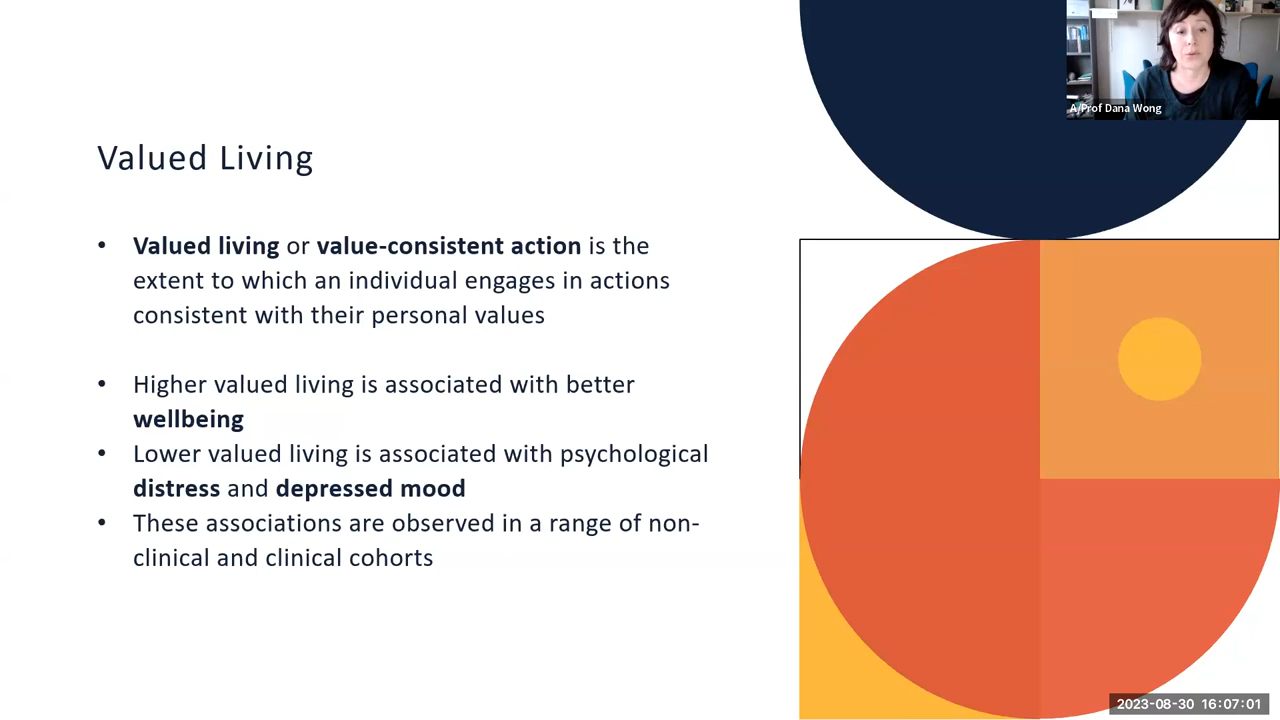 A/Prof Dana Wong
Valued Living
• Valued living or value-consistent action is the
extent to which an individual engages in actions
consistent with their personal values
• Higher valued living is associated with better
wellbeing
• Lower valued living is associated with psychological
distress and depressed mood
• These associations are observed in a range of non-
clinical and clinical cohorts
2023-08-30 16:07:01